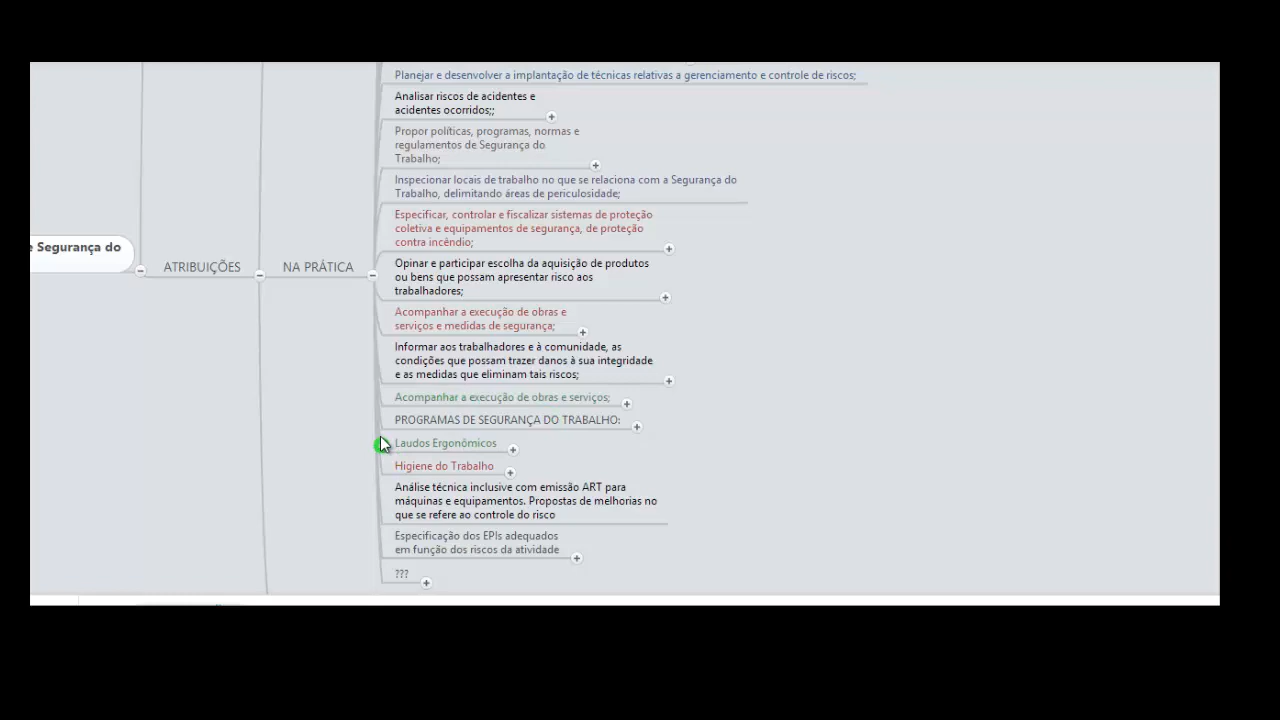 Planejar e desenvolver a implantação de técnicas relativas a gerenciamento e controle de riscos;
Analisar riscos de acidentes e
acidentes ocorridos;;
Propor políticas, programas, normas e
regulamentos de Segurança do
Trabalho;
Inspecionar locais de trabalho no que se relaciona com a Segurança do
Trabalho, delimitando áreas de periculosidade;
Especificar, controlar e fiscalizar sistemas de proteção
coletiva e equipamentos de segurança, de proteção
contra incêndio;
e Segurança do
ATRIBUIÇÕES
NA PRÁTICA
Opinar e participar escolha da aquisição de produtos
ou bens que possam apresentar risco aos
trabalhadores;
Acompanhar a execução de obras e
serviços e medidas de segurança;
Informar aos trabalhadores e à comunidade, as
condições que possam trazer danos à sua integridade
e as medidas que eliminam tais riscos;
Acompanhar a execução de obras e serviços;
PROGRAMAS DE SEGURANÇA DO TRABALHO:
Laudos Ergonômicos
Higiene do Trabalho
Análise técnica inclusive com emissão ART para
máquinas e equipamentos. Propostas de melhorias no
que se refere ao controle do risco
Especificação dos EPIs adequados
em função dos riscos da atividade
???